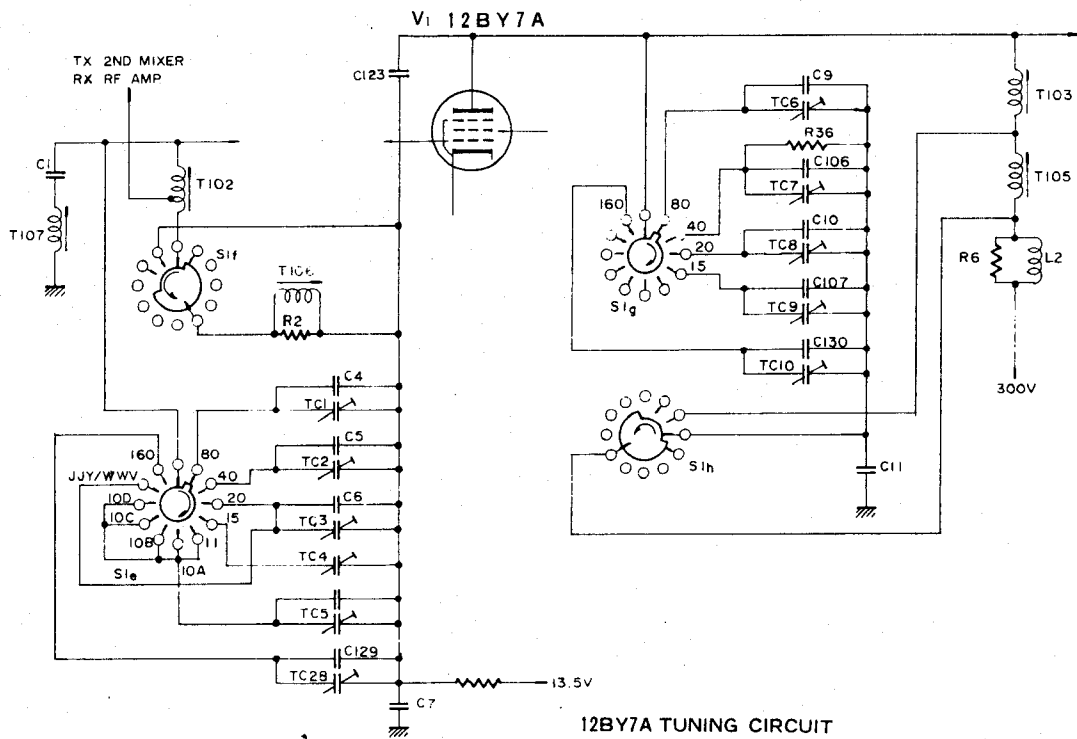 V1 12BY7A
TX 2ND MIXER
RX RF AMP
C123
C9
TC6
R36
C106
TC7
C10
TC8
C107
TC9
C130
TC10
T103
T105
R6
L2
300V
C1
T107
T102
S1f
T106
R2
160
80
40
20
15
S1g
S1h
C11
C4
TC1
C5
TC2
C6
TC3
TC4
TC5
C129
TC28
C7
13.5V
160
80
JJY/WWV
40
10D
20
10C
15
10B
11
10A
S1e
12BY7A TUNING CIRCUIT